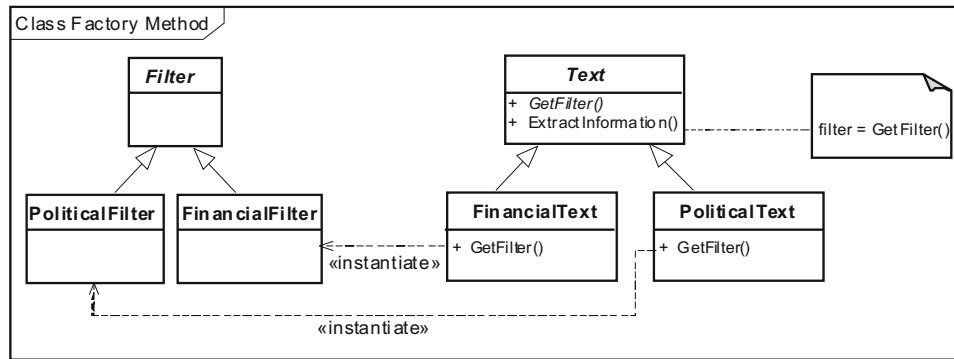 Class Factory Method
Filter
Text
+ GetFilter()
+ ExtractInformation()
filter = GetFilter()
PoliticalFilter
FinancialFilter
FinancialText
+ GetFilter()
PoliticalText
+ GetFilter()
«instantiate»
«instantiate»